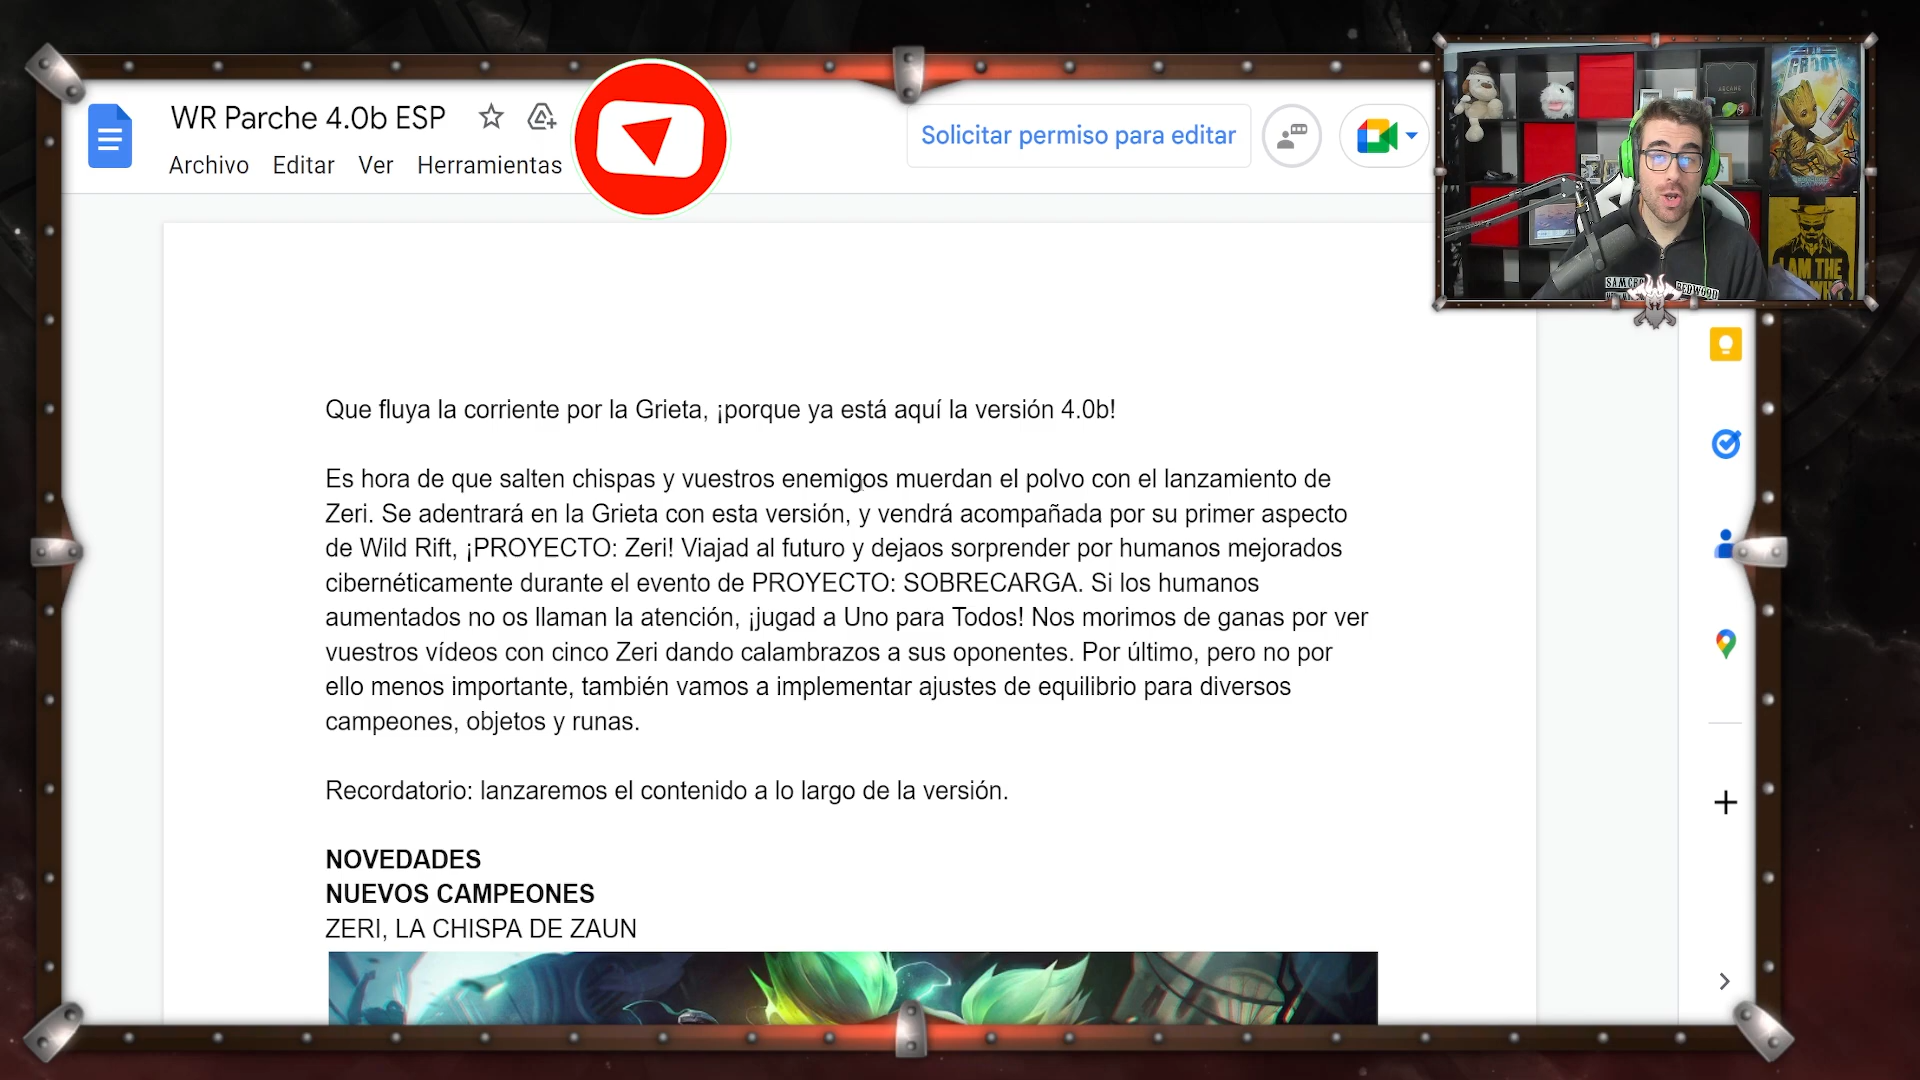 WR Parche 4.0b ESP
Archivo Editar Ver Herramientas
Solicitar permiso para editar
GROOT
ARCANE
I AM THE
SAMCRO
REDWOOD
Que fluya la corriente por la Grieta, ¡porque ya está aquí la versión 4.0b!
Es hora de que salten chispas y vuestros enemigos muerdan el polvo con el lanzamiento de
Zeri. Se adentrará en la Grieta con esta versión, y vendrá acompañada por su primer aspecto
de Wild Rift, ¡PROYECTO: Zeri! Viajad al futuro y dejaos sorprender por humanos mejorados
cibernéticamente durante el evento de PROYECTO: SOBRECARGA. Si los humanos
aumentados no os llaman la atención, ¡jugad a Uno para Todos! Nos morimos de ganas por ver
vuestros vídeos con cinco Zeri dando calambrazos a sus oponentes. Por último, pero no por
ello menos importante, también vamos a implementar ajustes de equilibrio para diversos
campeones, objetos y runas.
Recordatorio: lanzaremos el contenido a lo largo de la versión.
NOVEDADES
NUEVOS CAMPEONES
ZERI, LA CHISPA DE ZAUN